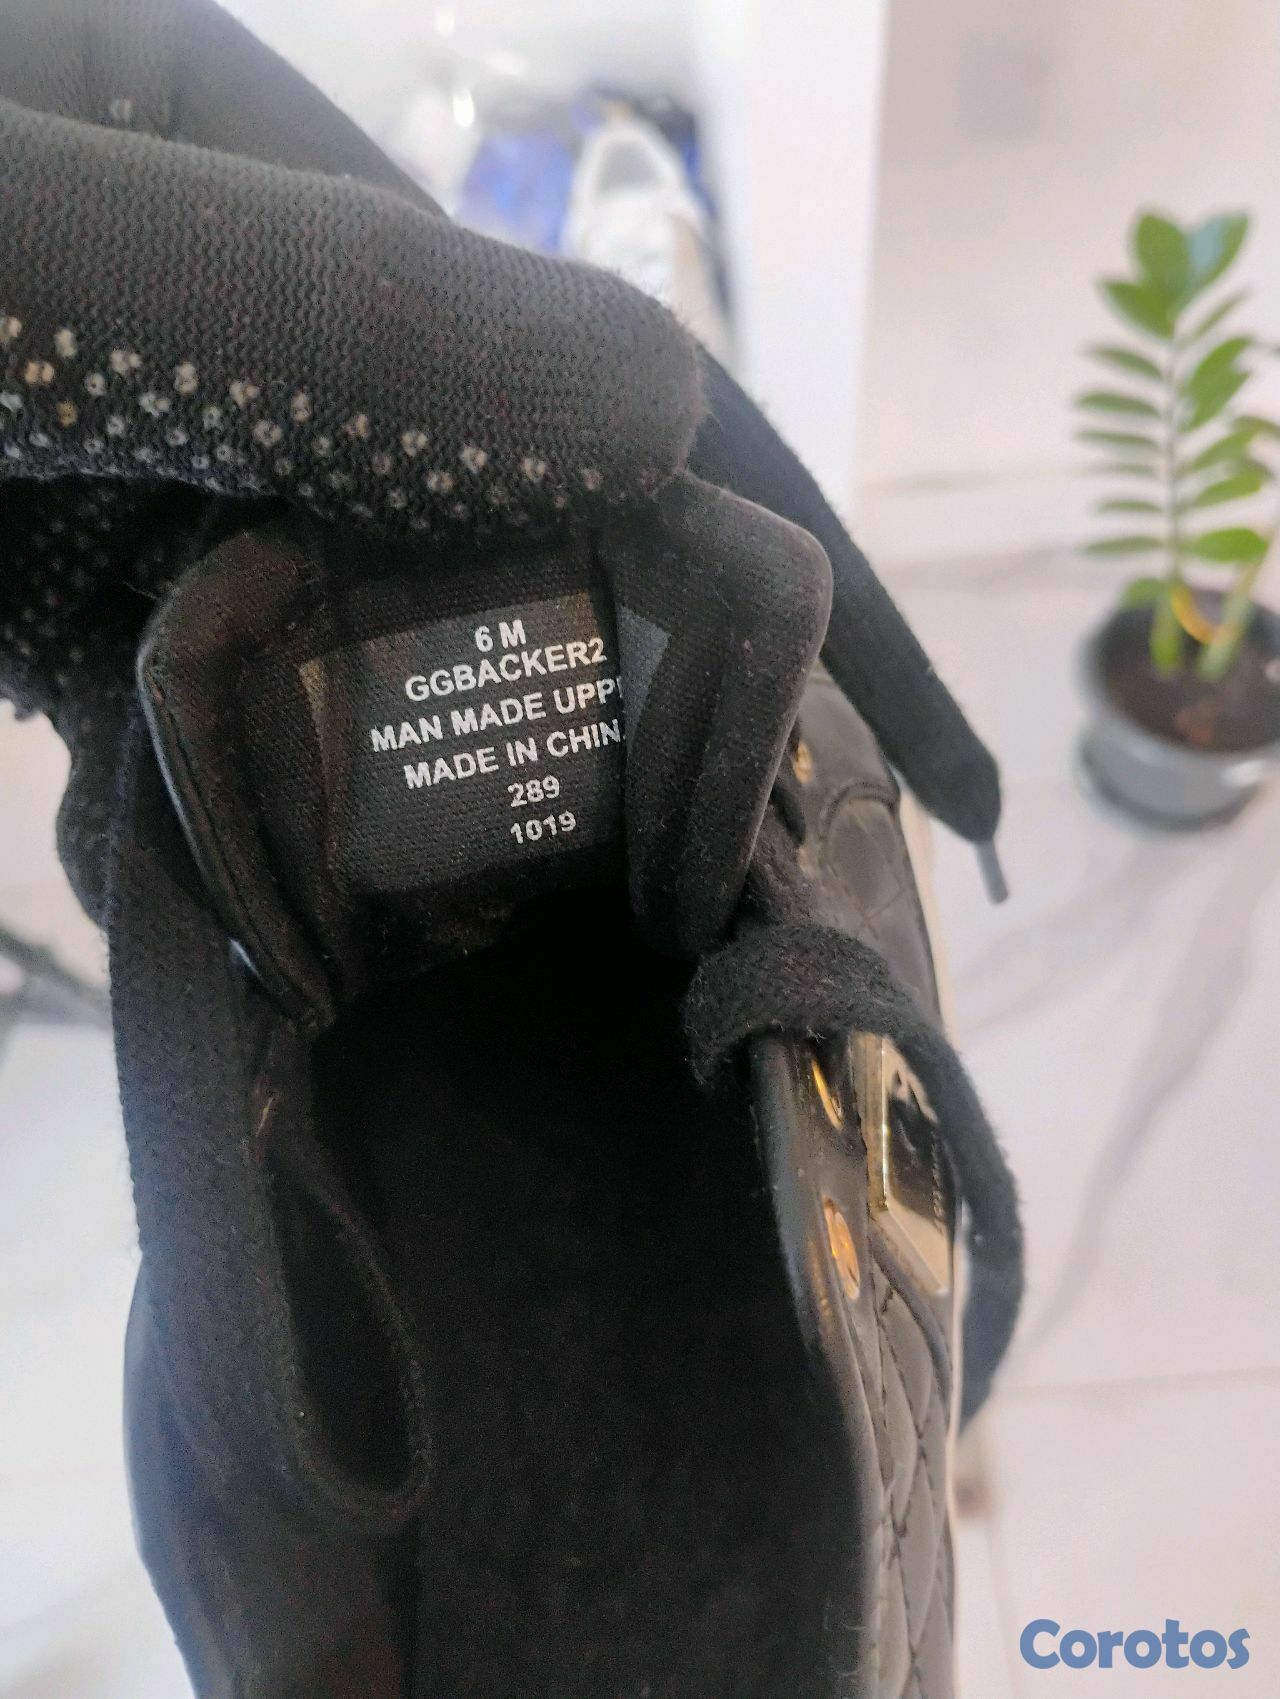 6 M
GGBACKER2
MAN MADE UPP
MADE IN CHIN
289
1019
Corotos